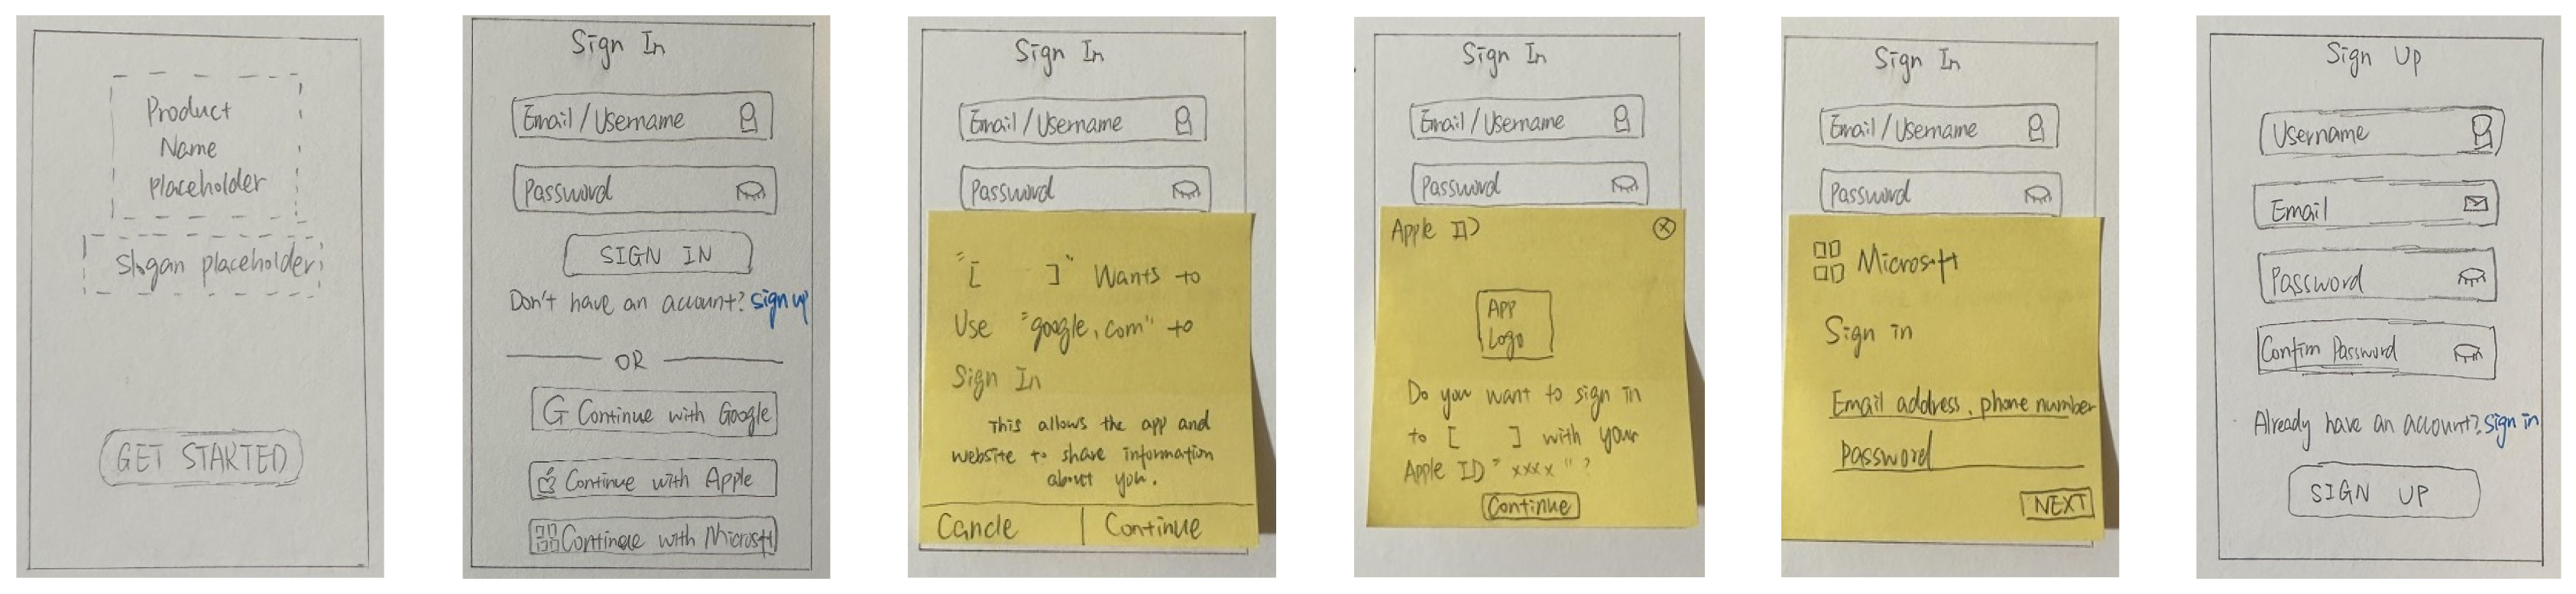 Product
Name
placeholder
Slogan placeholder
GET STARTED
Sign In
Email / Username
Password
SIGN IN
Don't have an account? sign up
OR
G Continue with Google
Continue with Apple
Continue with Microsft
Sign In
Email / Username
Password
"[ ]" Wants to
Use "google.com" to
Sign In
This allows the app and
website to share information
about you.
Cancle | Continue
Sign In
Email / Username
Password
Apple ID
APP
Logo
Do you want to sign in
to [ ] with your
Apple ID "xxxx"?
Continue
Sign In
Email / Username
Password
Microsoft
Sign in
Email address, phone number
Password
NEXT
Sign Up
Username
Email
Password
Confim Password
Already have an account? sign in
SIGN UP